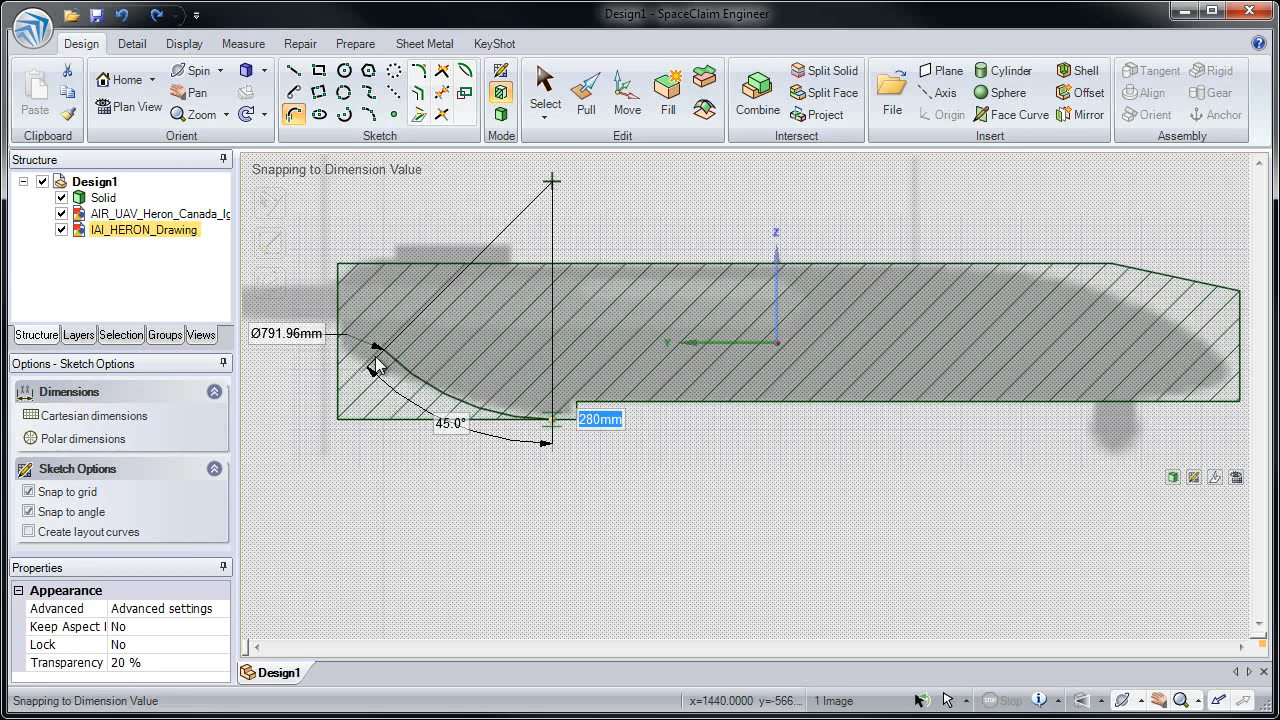 Design1 - SpaceClaim Engineer
Design Detail Display Measure Repair Prepare Sheet Metal KeyShot
Paste
Clipboard
Home
Plan View
Spin
Pan
Zoom
Orient
Sketch
Mode
Select
Pull
Move
Fill
Edit
Combine
Split Solid
Split Face
Project
Intersect
File
Plane
Axis
Origin
Cylinder
Sphere
Face Curve
Shell
Offset
Mirror
Insert
Tangent
Align
Orient
Rigid
Gear
Anchor
Assembly
Structure
Design1
Solid
AIR_UAV_Heron_Canada_lg
IAI_HERON_Drawing
Structure Layers Selection Groups Views
Options - Sketch Options
Dimensions
Cartesian dimensions
Polar dimensions
Sketch Options
Snap to grid
Snap to angle
Create layout curves
Properties
Appearance
Advanced Advanced settings
Keep Aspect No
Lock No
Transparency 20 %
Snapping to Dimension Value
Z
Y
Ø791.96mm
45.0°
280mm
Design1
Snapping to Dimension Value
x=1440.0000 y=-566...
1 Image
Stop